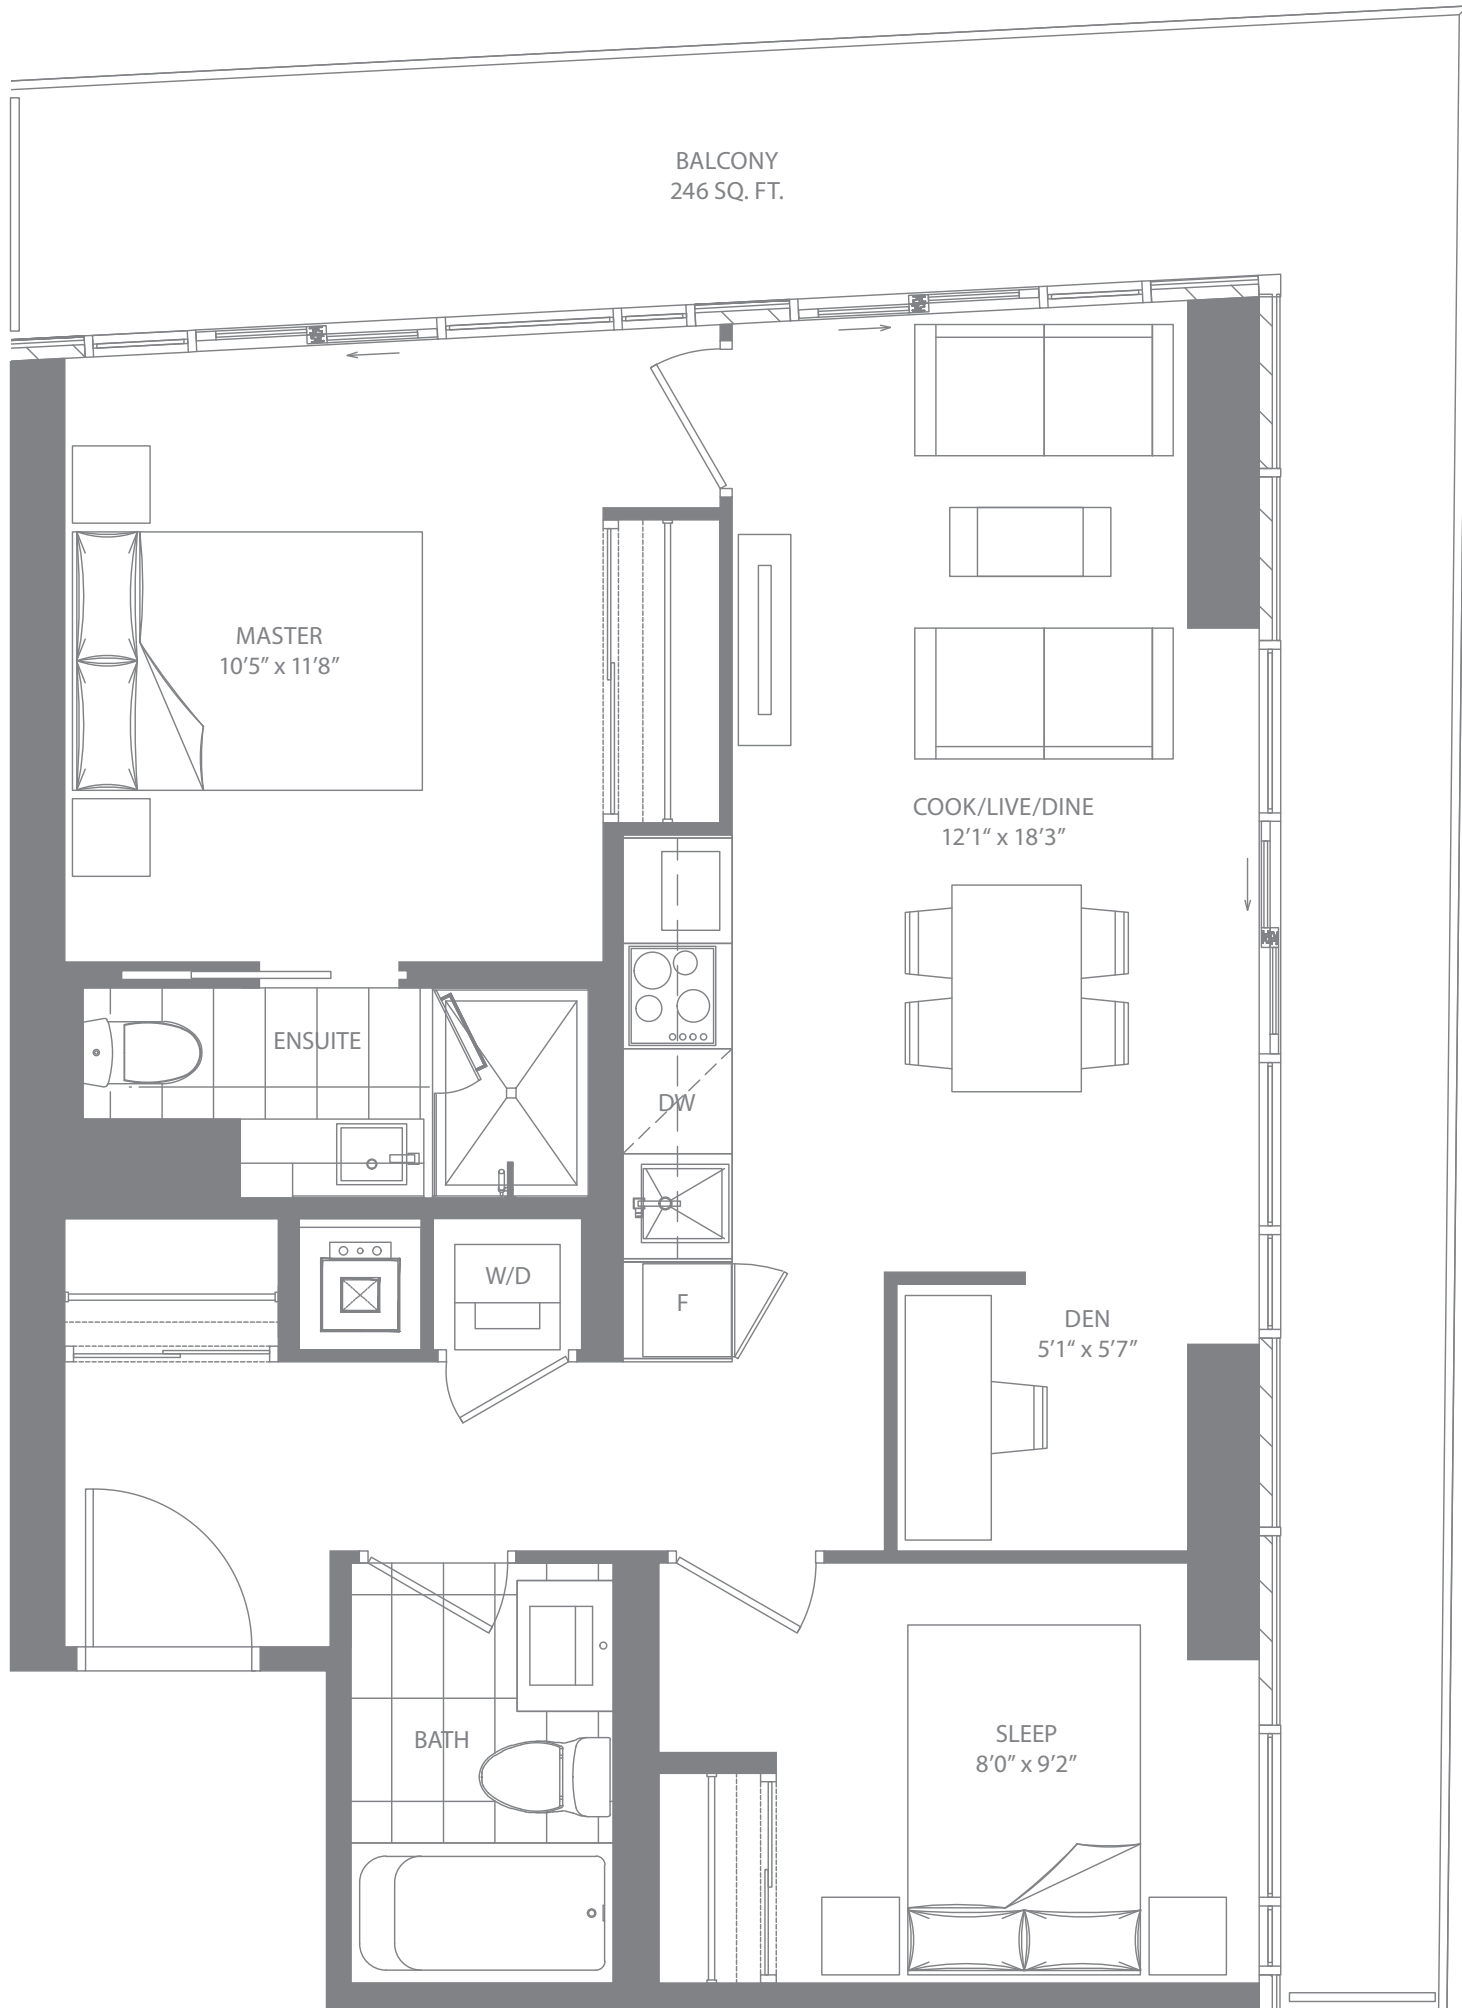 BALCONY
246 SQ. FT.
MASTER
10’5” x 11’8”
COOK/LIVE/DINE
12’1“ x 18’3”
ENSUITE
DW
W/D
F
DEN
5’1“ x 5’7”
BATH
SLEEP
8’0” x 9’2”